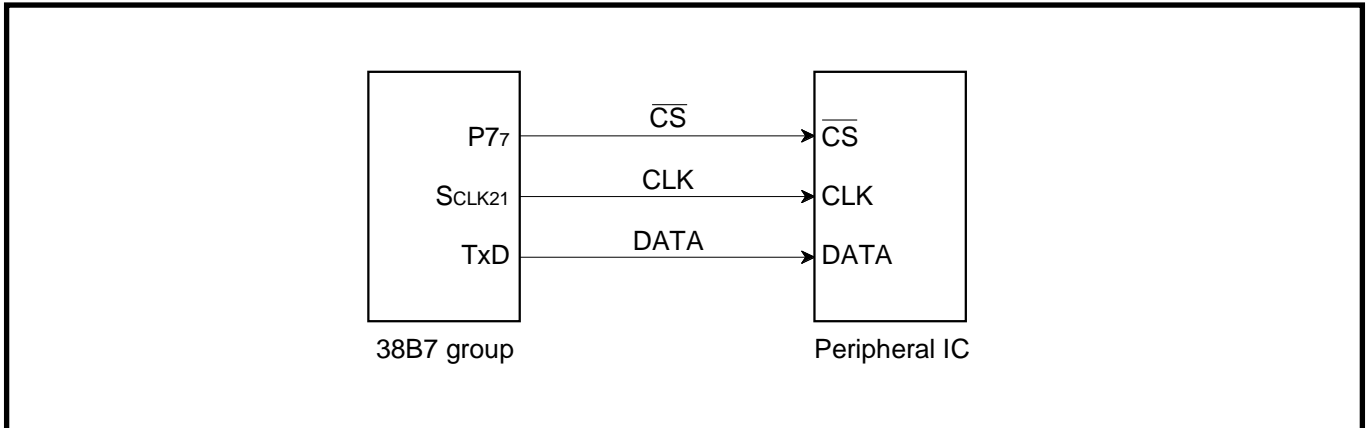 CS
P77 CS
CLK
SCLK21 CLK
DATA
TxD DATA
38B7 group Peripheral IC